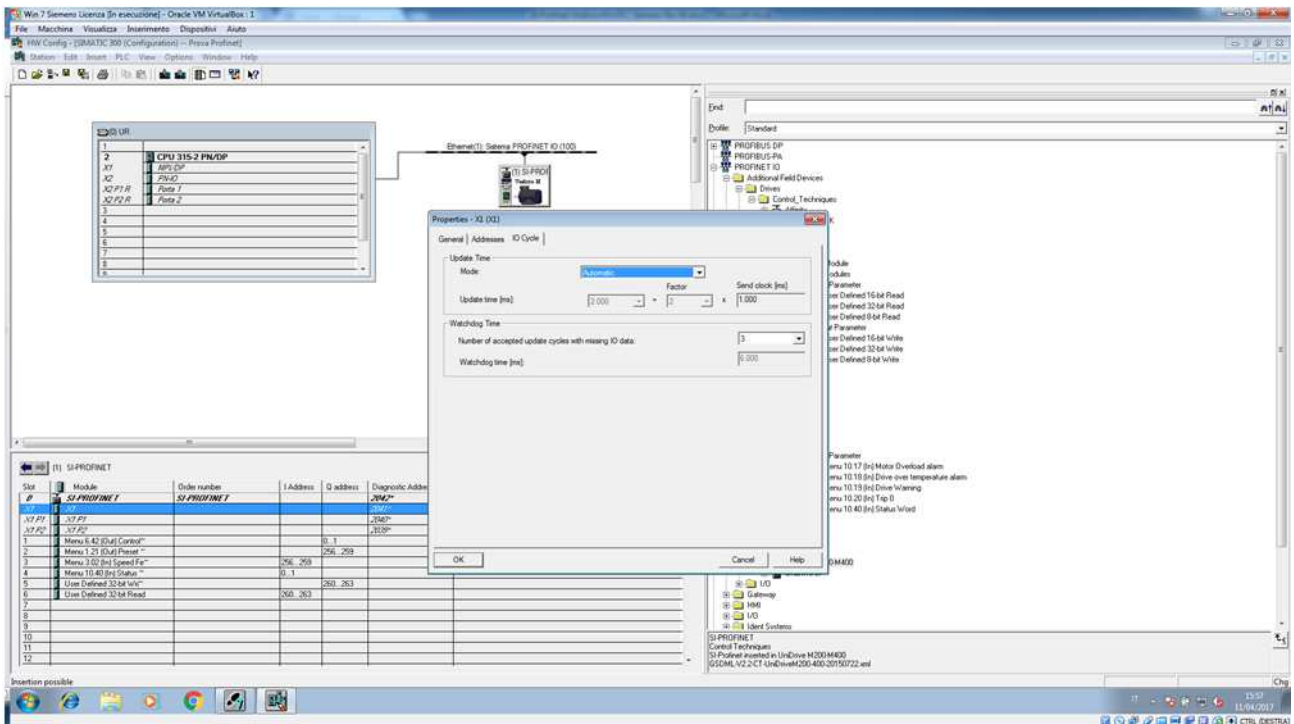 Win 7 Siemens Licenza [In esecuzione] - Oracle VM VirtualBox : 1
File Macchina Visualizza Inserimento Dispositivi Aiuto
HW Config - [SIMATIC 300 (Configuration) -- Prova Profinet]
Station Edit Insert PLC View Options Window Help
Find:
Profile: Standard
(0) UR
1
2 CPU 315-2 PN/DP
X1 MPI/DP
X2 PN-IO
X2 P1 R Porta 1
X2 P2 R Porta 2
3
4
5
6
7
8
Ethernet(1): Sistema PROFINET IO (100)
(1) SI-PROFI
PROFIBUS DP
PROFIBUS-PA
PROFINET IO
Additional Field Devices
Drives
Control_Techniques
Properties - X1 (X1)
General Addresses IO Cycle
Update Time
Mode: Automatic
Factor Send clock [ms]
Update time [ms]: 2.000 = 2 x 1.000
Watchdog Time
Number of accepted update cycles with missing IO data: 3
Watchdog time [ms]: 6.000
OK Cancel Help
Parameter
ser Defined 16-bit Read
ser Defined 32-bit Read
ser Defined 8-bit Read
Parameter
ser Defined 16-bit Write
ser Defined 32-bit Write
ser Defined 8-bit Write
Parameter
enu 10.17 (In) Motor Overload alarm
enu 10.18 (In) Drive over temperature alarm
enu 10.19 (In) Drive Warning
enu 10.20 (In) Trip 0
enu 10.40 (In) Status Word
I/O
Gateway
HMI
I/O
Ident Systems
(1) SI-PROFINET
Slot Module Order number I Address Q address Diagnostic Addre
0 SI-PROFINET SI-PROFINET 2042*
X1 X1 2041*
X1 P1 X1 P1 2040*
X1 P2 X1 P2 2039*
1 Menu 6.42 (Out) Control~ 0...1
2 Menu 1.21 (Out) Preset ~ 256...259
3 Menu 3.02 (In) Speed Fe~ 256...259
4 Menu 10.40 (In) Status ~ 0...1
5 User Defined 32-bit Wri~ 260...263
6 User Defined 32-bit Read 260...263
7
8
9
10
11
12
SI-PROFINET
Control Techniques
SI-Profinet inserted in UniDrive M200-M400
GSDML-V2.2-CT-UniDriveM200-400-20150722.xml
Insertion possible Chg
IT 15:57
11/04/2017
CTRL (DESTRA)